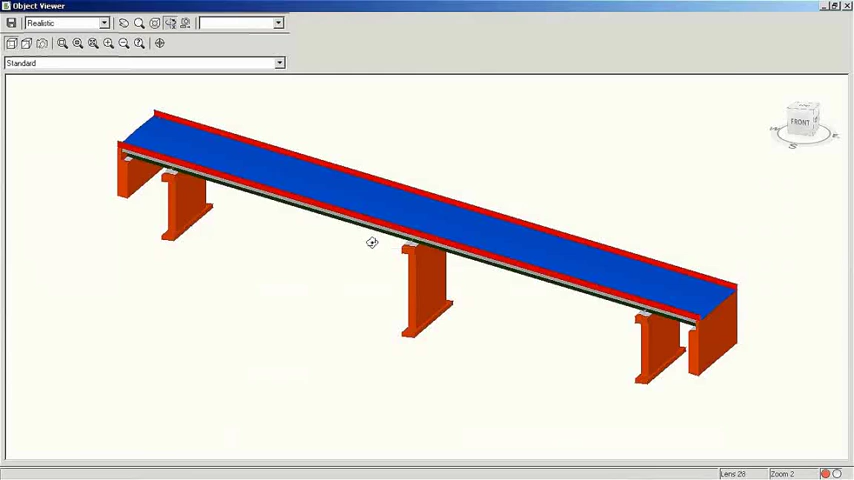 Object Viewer
Realistic
Standard
FRONT
S
E
Lens 28
Zoom 2